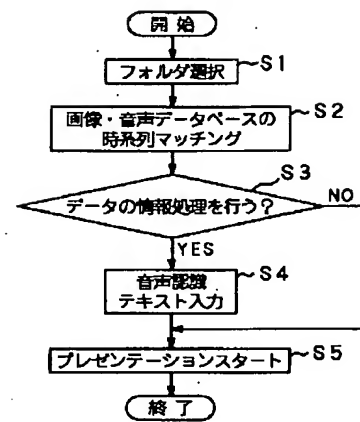 開始
フォルダ選択
S1
画像・音声データベースの
時系列マッチング
S2
データの情報処理を行う?
S3
NO
YES
音声認識
テキスト入力
S4
プレゼンテーションスタート
S5
終了